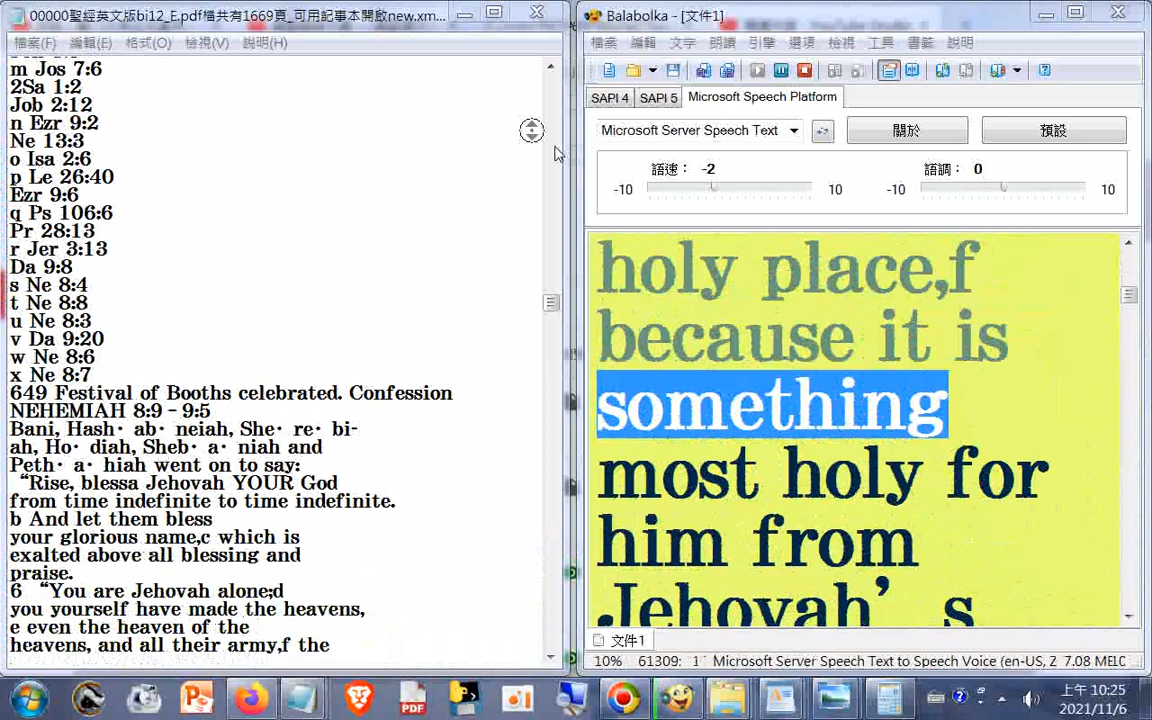 00000聖經英文版bi12_E.pdf檔共有1669頁_可用記事本開啟new.xm...
檔案(F) 編輯(E) 格式(O) 檢視(V) 說明(H)
m Jos 7:6
2Sa 1:2
Job 2:12
n Ezr 9:2
Ne 13:3
o Isa 2:6
p Le 26:40
Ezr 9:6
q Ps 106:6
Pr 28:13
r Jer 3:13
Da 9:8
s Ne 8:4
t Ne 8:8
u Ne 8:3
v Da 9:20
w Ne 8:6
x Ne 8:7
649 Festival of Booths celebrated. Confession
NEHEMIAH 8:9–9:5
Bani, Hash·ab·neiah, She·re·bi-
ah, Ho·diah, Sheb·a·niah and
Peth·a·hiah went on to say:
“Rise, blessa Jehovah YOUR God
from time indefinite to time indefinite.
b And let them bless
your glorious name,c which is
exalted above all blessing and
praise.
6 “You are Jehovah alone;d
you yourself have made the heavens,
e even the heaven of the
heavens, and all their army,f the
Balabolka - [文件1]
檔案 編輯 文字 朗讀 引擎 選項 檢視 工具 書籤 說明
SAPI 4 SAPI 5 Microsoft Speech Platform
Microsoft Server Speech Text 關於 預設
語速： -2 語調： 0
-10 10 -10 10
holy place,f
because it is
something
most holy for
him from
Jehovah’s
文件1
10% 61309: 1 Microsoft Server Speech Text to Speech Voice (en-US, Z 7.08 МЕЛС
PDF
上午 10:25
2021/11/6